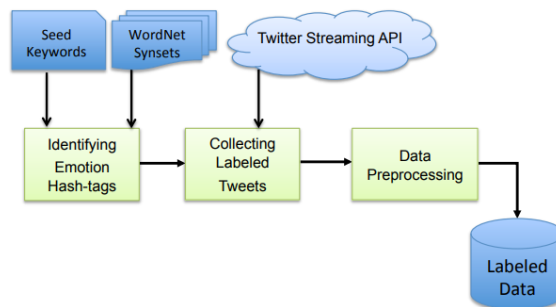 Seed
Keywords
WordNet
Synsets
Twitter Streaming API
Identifying
Emotion
Hash-tags
Collecting
Labeled
Tweets
Data
Preprocessing
Labeled
Data